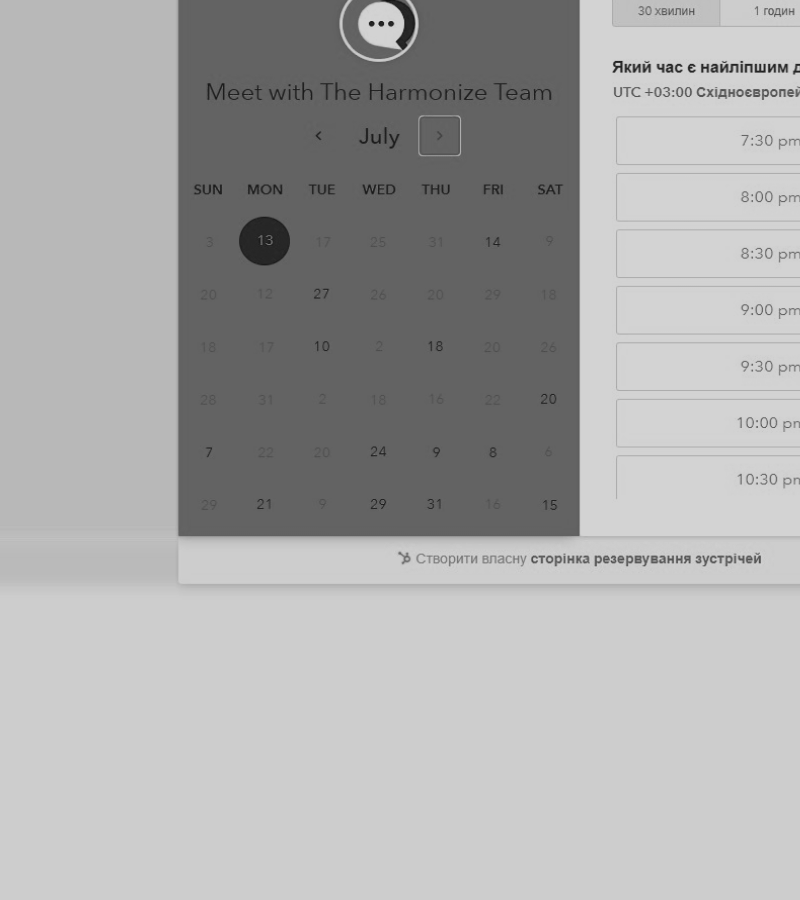 30 хвилин 1 годин
Meet with The Harmonize Team
July
SUN MON TUE WED THU FRI SAT
3 13 17 25 31 14 9
20 12 27 26 20 29 18
18 17 10 2 18 20 26
28 31 2 18 16 22 20
7 22 20 24 9 8 6
29 21 9 29 31 16 15
Який час є найліпшим д
UTC +03:00 Східноєвропей
7:30 pm
8:00 pm
8:30 pm
9:00 pm
9:30 pm
10:00 pm
10:30 pm
Створити власну сторінка резервування зустрічей